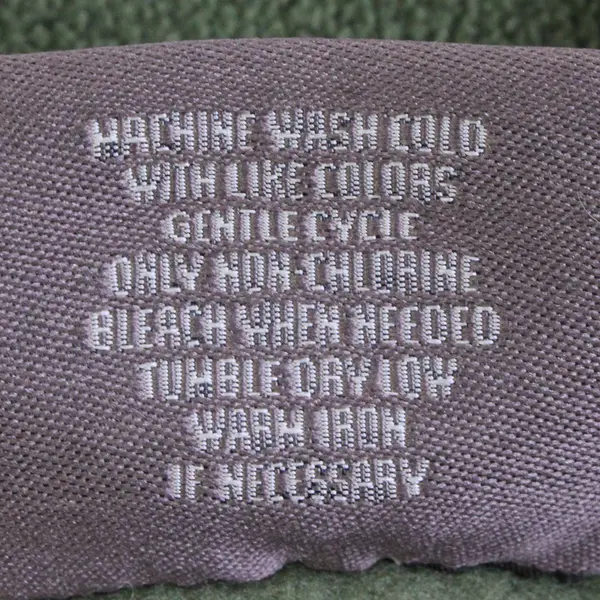 MACHINE WASH COLD
WITH LIKE COLORS
GENTLE CYCLE
ONLY NON-CHLORINE
BLEACH WHEN NEEDED
TUMBLE DRY LOW
WARM IRON
IF NECESSARY